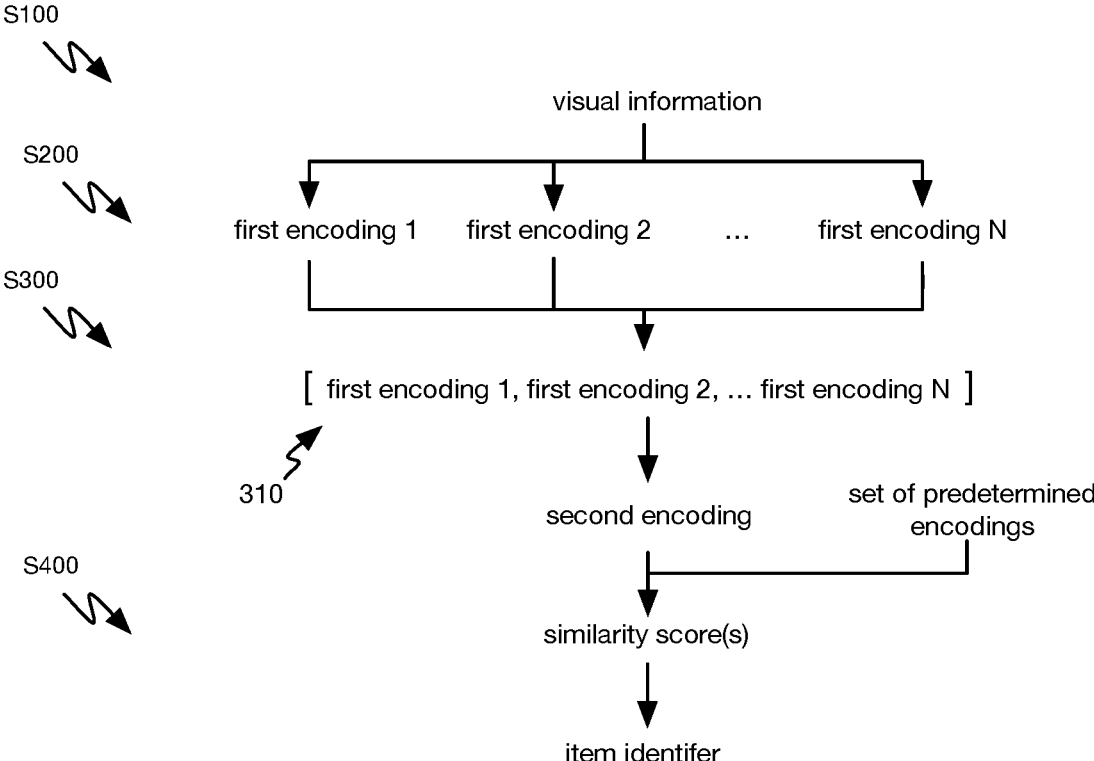 S100
visual information
S200
first encoding 1 first encoding 2 ... first encoding N
S300
[ first encoding 1, first encoding 2, ... first encoding N ]
310
set of predetermined
encodings
second encoding
S400
similarity score(s)
item identifer